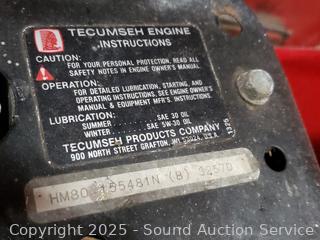 TECUMSEH ENGINE
INSTRUCTIONS
CAUTION:
FOR YOUR PERSONAL PROTECTION, READ ALL
SAFETY NOTES IN ENGINE OWNER'S MANUAL.
OPERATION:
FOR DETAILED LUBRICATION, STARTING, AND
OPERATING INSTRUCTIONS, SEE ENGINE OWNER'S
MANUAL & EQUIPMENT MFR'S. INSTRUCTIONS.
LUBRICATION:
SUMMER SAE 30 OIL
WINTER SAE 5W-30 OIL
TECUMSEH PRODUCTS COMPANY
900 NORTH STREET GRAFTON, WI 53024, U.S.A.
HM80 155481N (B)
Copyright 2025 - Sound Auction Service